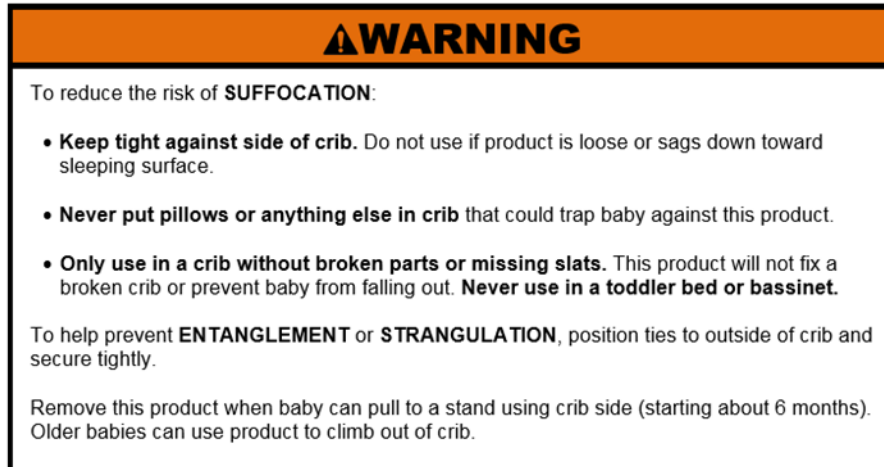 ⚠WARNING
To reduce the risk of SUFFOCATION:
• Keep tight against side of crib. Do not use if product is loose or sags down toward
sleeping surface.
• Never put pillows or anything else in crib that could trap baby against this product.
• Only use in a crib without broken parts or missing slats. This product will not fix a
broken crib or prevent baby from falling out. Never use in a toddler bed or bassinet.
To help prevent ENTANGLEMENT or STRANGULATION, position ties to outside of crib and
secure tightly.
Remove this product when baby can pull to a stand using crib side (starting about 6 months).
Older babies can use product to climb out of crib.